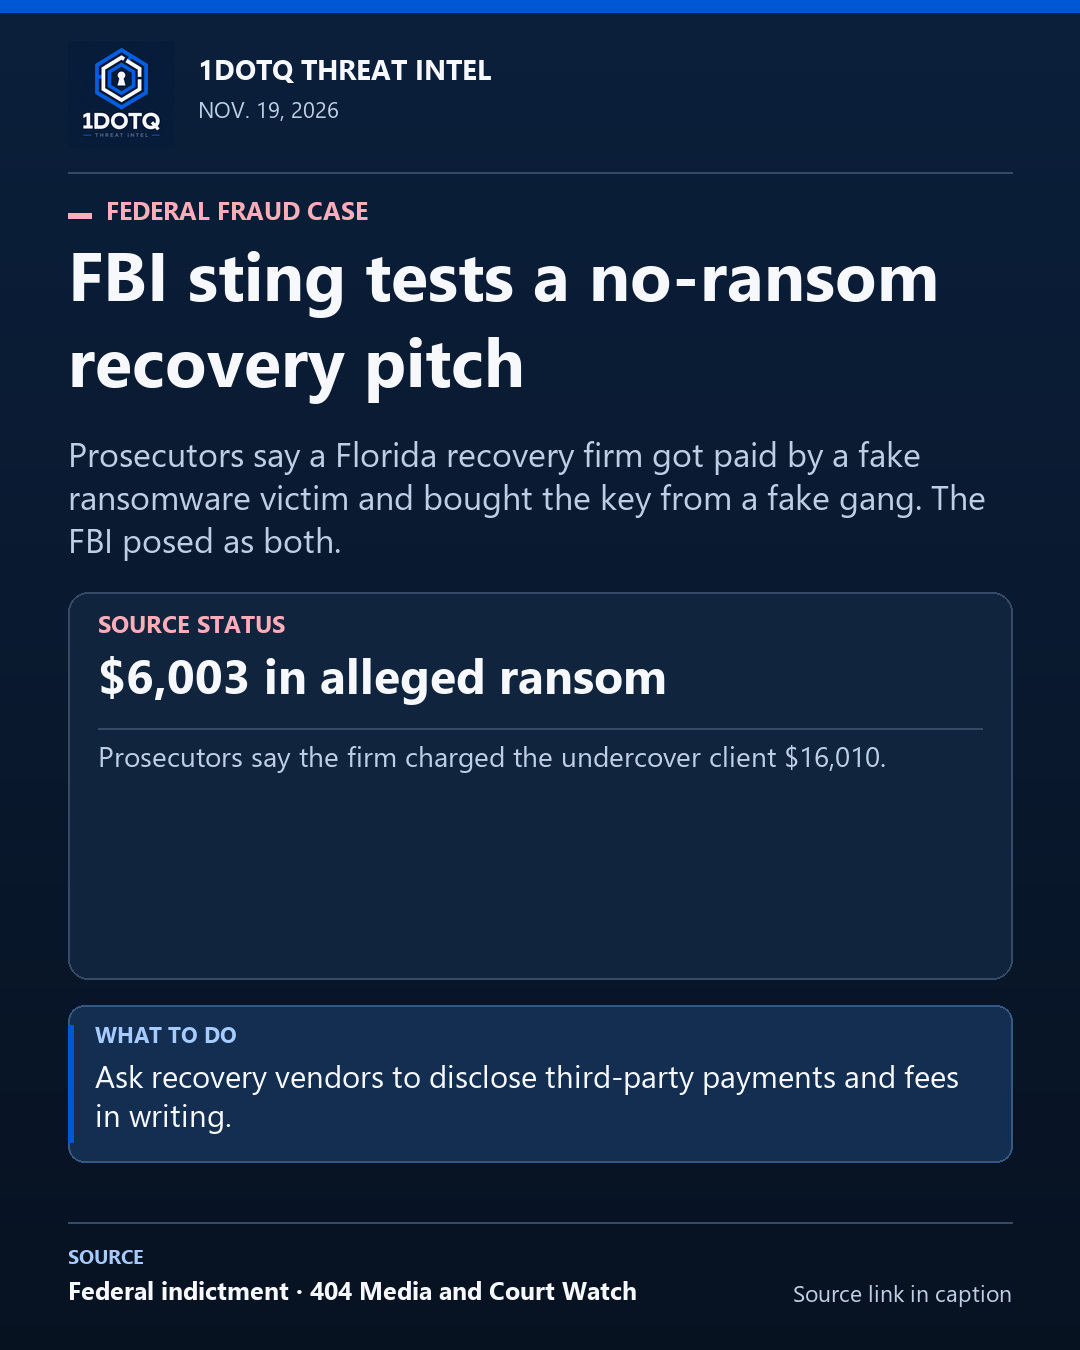 1DOTQ
THREAT INTEL
1DOTQ THREAT INTEL
NOV. 19, 2026
FEDERAL FRAUD CASE
FBI sting tests a no-ransom
recovery pitch
Prosecutors say a Florida recovery firm got paid by a fake
ransomware victim and bought the key from a fake gang. The
FBI posed as both.
SOURCE STATUS
$6,003 in alleged ransom
Prosecutors say the firm charged the undercover client $16,010.
WHAT TO DO
Ask recovery vendors to disclose third-party payments and fees
in writing.
SOURCE
Federal indictment · 404 Media and Court Watch
Source link in caption